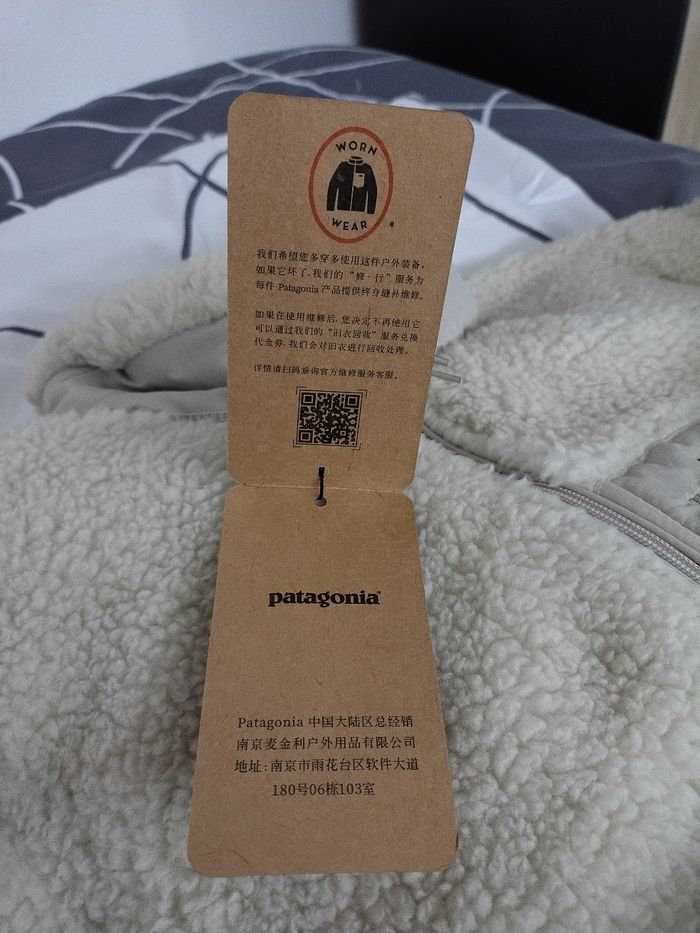 WORN
WEAR
我们希望您多穿多使用这件户外装备。
如果它坏了,我们的“修·行”服务为
每件 Patagonia 产品提供终身缝补维修。
如果在使用维修后,您决定不再使用它
可以通过我们的“旧衣回收”服务兑换
代金券,我们会对旧衣进行回收处理。
详情请扫码垂询官方维修服务客服。
patagonia®
Patagonia 中国大陆区总经销
南京麦金利户外用品有限公司
地址:南京市雨花台区软件大道
180号06栋103室